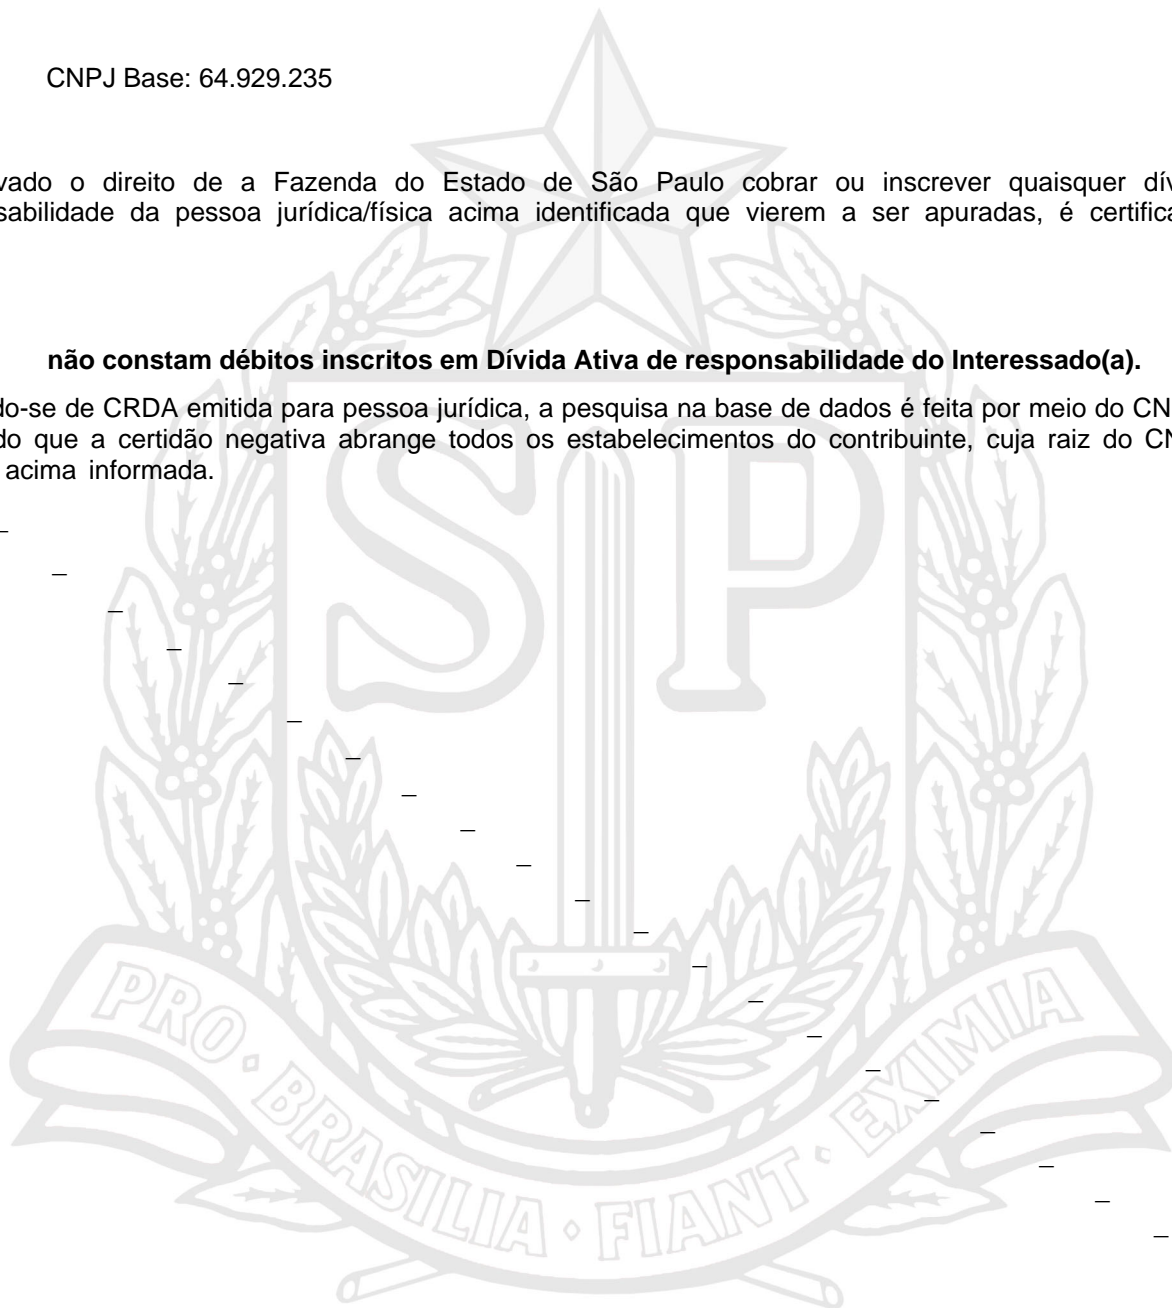 CNPJ Base: 64.929.235
vado o direito de a Fazenda do Estado de São Paulo cobrar ou inscrever quaisquer dív
sabilidade da pessoa jurídica/física acima identificada que vierem a ser apuradas, é certifica
não constam débitos inscritos em Dívida Ativa de responsabilidade do Interessado(a).
do-se de CRDA emitida para pessoa jurídica, a pesquisa na base de dados é feita por meio do CN
do que a certidão negativa abrange todos os estabelecimentos do contribuinte, cuja raiz do CN
acima informada.
SP
PRO • BRASILIA • FIANT • EXIMIA